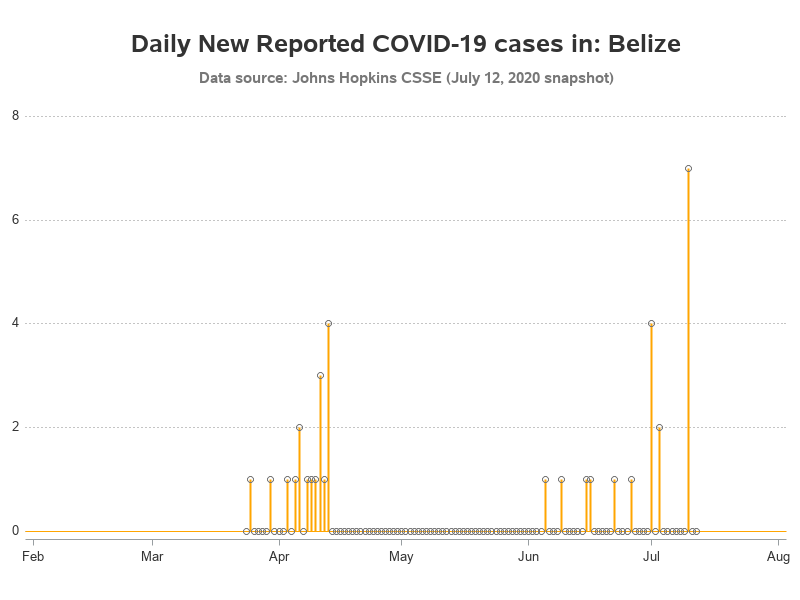 Daily New Reported COVID-19 cases in: Belize
Data source: Johns Hopkins CSSE (July 12, 2020 snapshot)
8
6
4
2
0
Feb Mar Apr May Jun Jul Aug